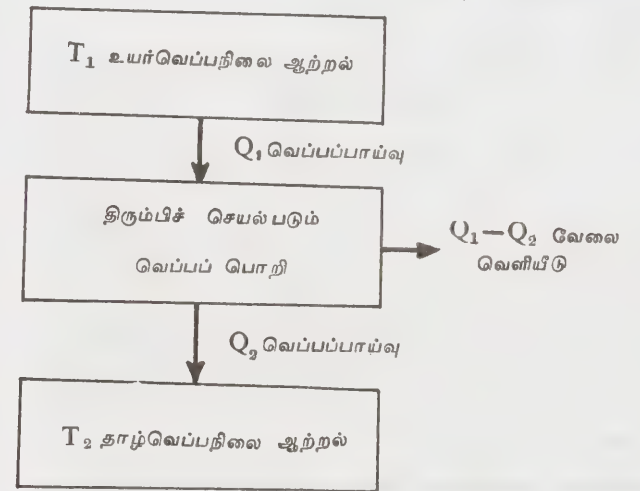 T₁ உயர்வெப்பநிலை ஆற்றல்
Q₁ வெப்பப்பாய்வு
திரும்பிச் செயல்படும்
வெப்பப் பொறி
Q₁—Q₂ வேலை
வெளியீடு
Q₂ வெப்பப்பாய்வு
T₂ தாழ்வெப்பநிலை ஆற்றல்